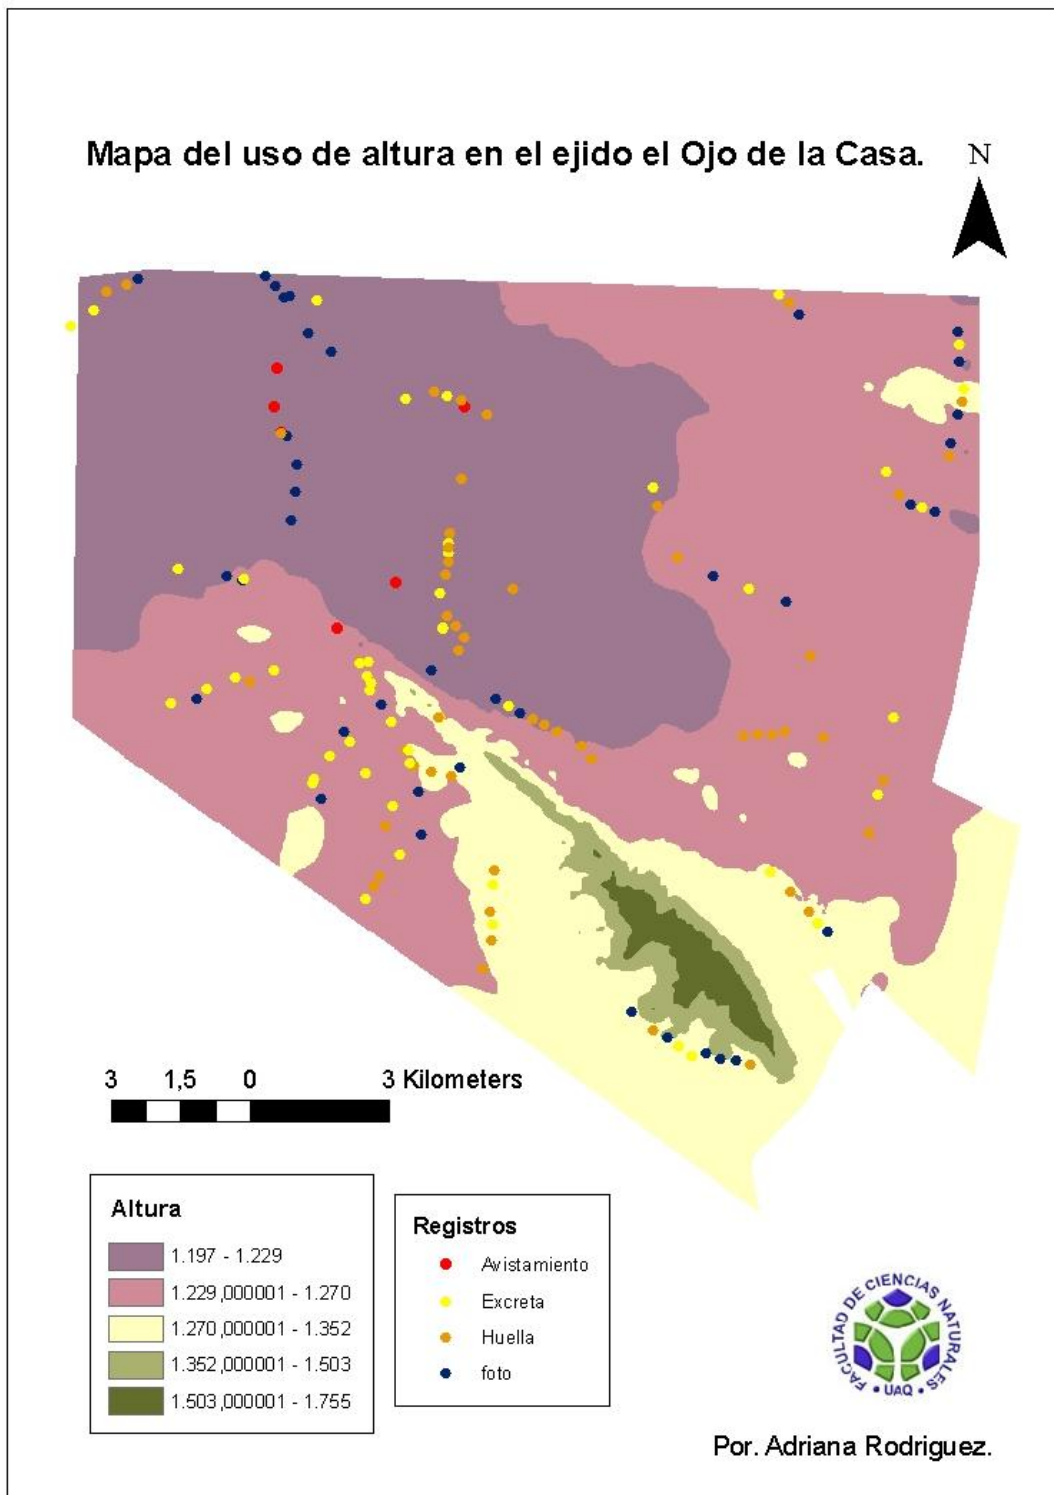 Mapa del uso de altura en el ejido el Ojo de la Casa.
N
3 1,5 0 3 Kilometers
Altura
1.197 - 1.229
1.229,000001 - 1.270
1.270,000001 - 1.352
1.352,000001 - 1.503
1.503,000001 - 1.755
Registros
Avistamiento
Excreta
Huella
foto
FACULTAD DE CIENCIAS NATURALES
• UAQ •
Por. Adriana Rodriguez.